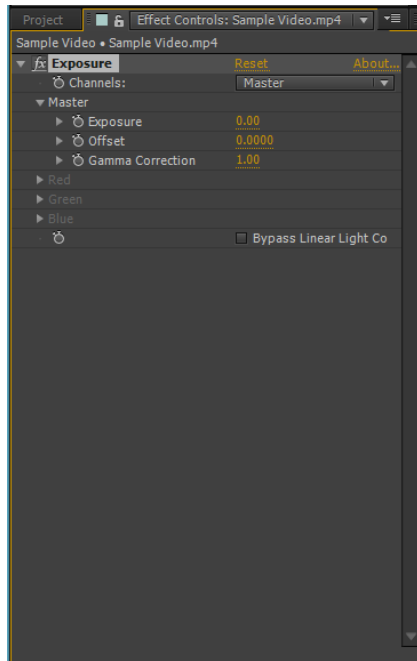 Project Effect Controls: Sample Video.mp4
Sample Video • Sample Video.mp4
fx Exposure Reset About...
Channels: Master
Master
Exposure 0.00
Offset 0.0000
Gamma Correction 1.00
Red
Green
Blue
Bypass Linear Light Co